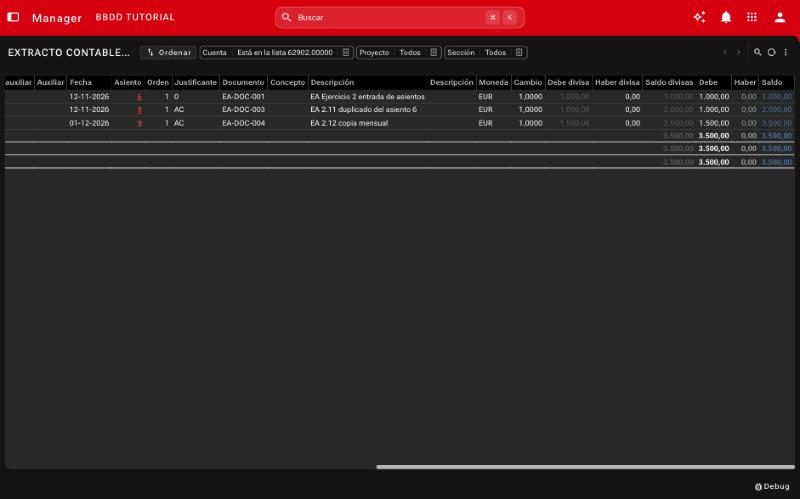 Manager BBDD TUTORIAL Buscar ⌘ K
EXTRACTO CONTABLE... Ordenar Cuenta Está en la lista 62902.00000 Proyecto Todos Sección Todos
auxiliar Auxiliar Fecha Asiento Orden Justificante Documento Concepto Descripción Descripción Moneda Cambio Debe divisa Haber divisa Saldo divisas Debe Haber Saldo
12-11-2026 6 1 0 EA-DOC-001 EA Ejercicio 2 entrada de asientos EUR 1,0000 1.000,00 0,00 1.000,00 1.000,00 0,00 1.000,00
12-11-2026 8 1 AC EA-DOC-003 EA 2.11 duplicado del asiento 6 EUR 1,0000 1.000,00 0,00 2.000,00 1.000,00 0,00 2.000,00
01-12-2026 9 1 AC EA-DOC-004 EA 2.12 copia mensual EUR 1,0000 1.500,00 0,00 3.500,00 1.500,00 0,00 3.500,00
3.500,00 3.500,00 0,00 3.500,00
3.500,00 3.500,00 0,00 3.500,00
3.500,00 3.500,00 0,00 3.500,00
Debug